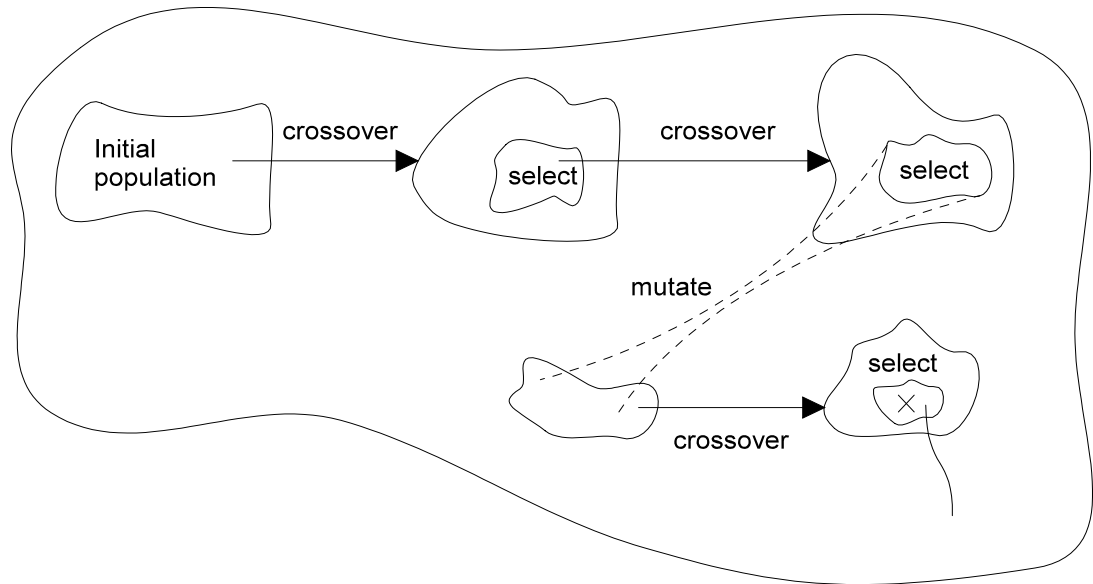 crossover
crossover
Initial
population
select
select
mutate
select
crossover